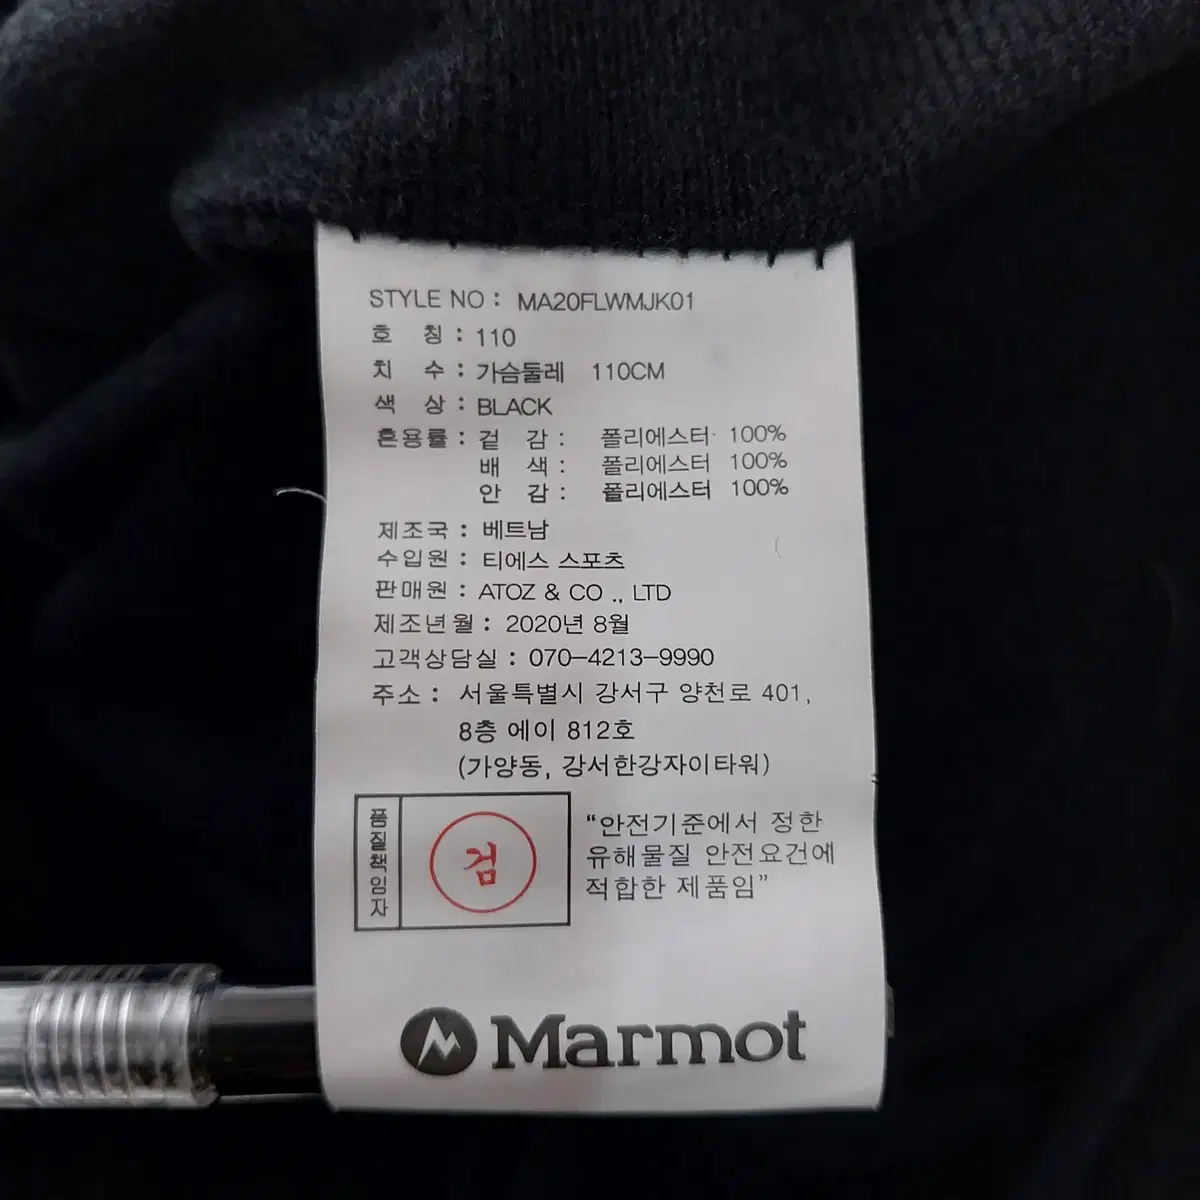 STYLE NO : MA20FLWMJK01
호 칭 : 110
치 수 : 가슴둘레 110CM
색 상 : BLACK
혼용률 : 겉 감 : 폴리에스터 100%
배 색 : 폴리에스터 100%
안 감 : 폴리에스터 100%
제조국 : 베트남
수입원 : 티에스 스포츠
판매원 : ATOZ & CO ., LTD
제조년월 : 2020년 8월
고객상담실 : 070-4213-9990
주소 : 서울특별시 강서구 양천로 401,
8층 에이 812호
(가양동, 강서한강자이타워)
품질책임자
검
“안전기준에서 정한
유해물질 안전요건에
적합한 제품임”
Marmot